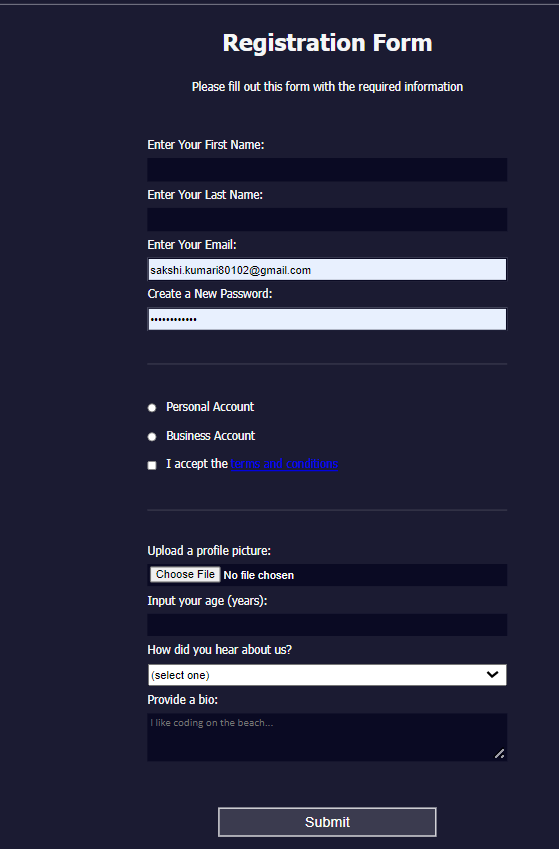 Registration Form
Please fill out this form with the required information
Enter Your First Name:
Enter Your Last Name:
Enter Your Email:
sakshi.kumari80102@gmail.com
Create a New Password:
••••••••••••
Personal Account
Business Account
I accept the terms and conditions
Upload a profile picture:
Choose File No file chosen
Input your age (years):
How did you hear about us?
(select one)
Provide a bio:
I like coding on the beach...
Submit